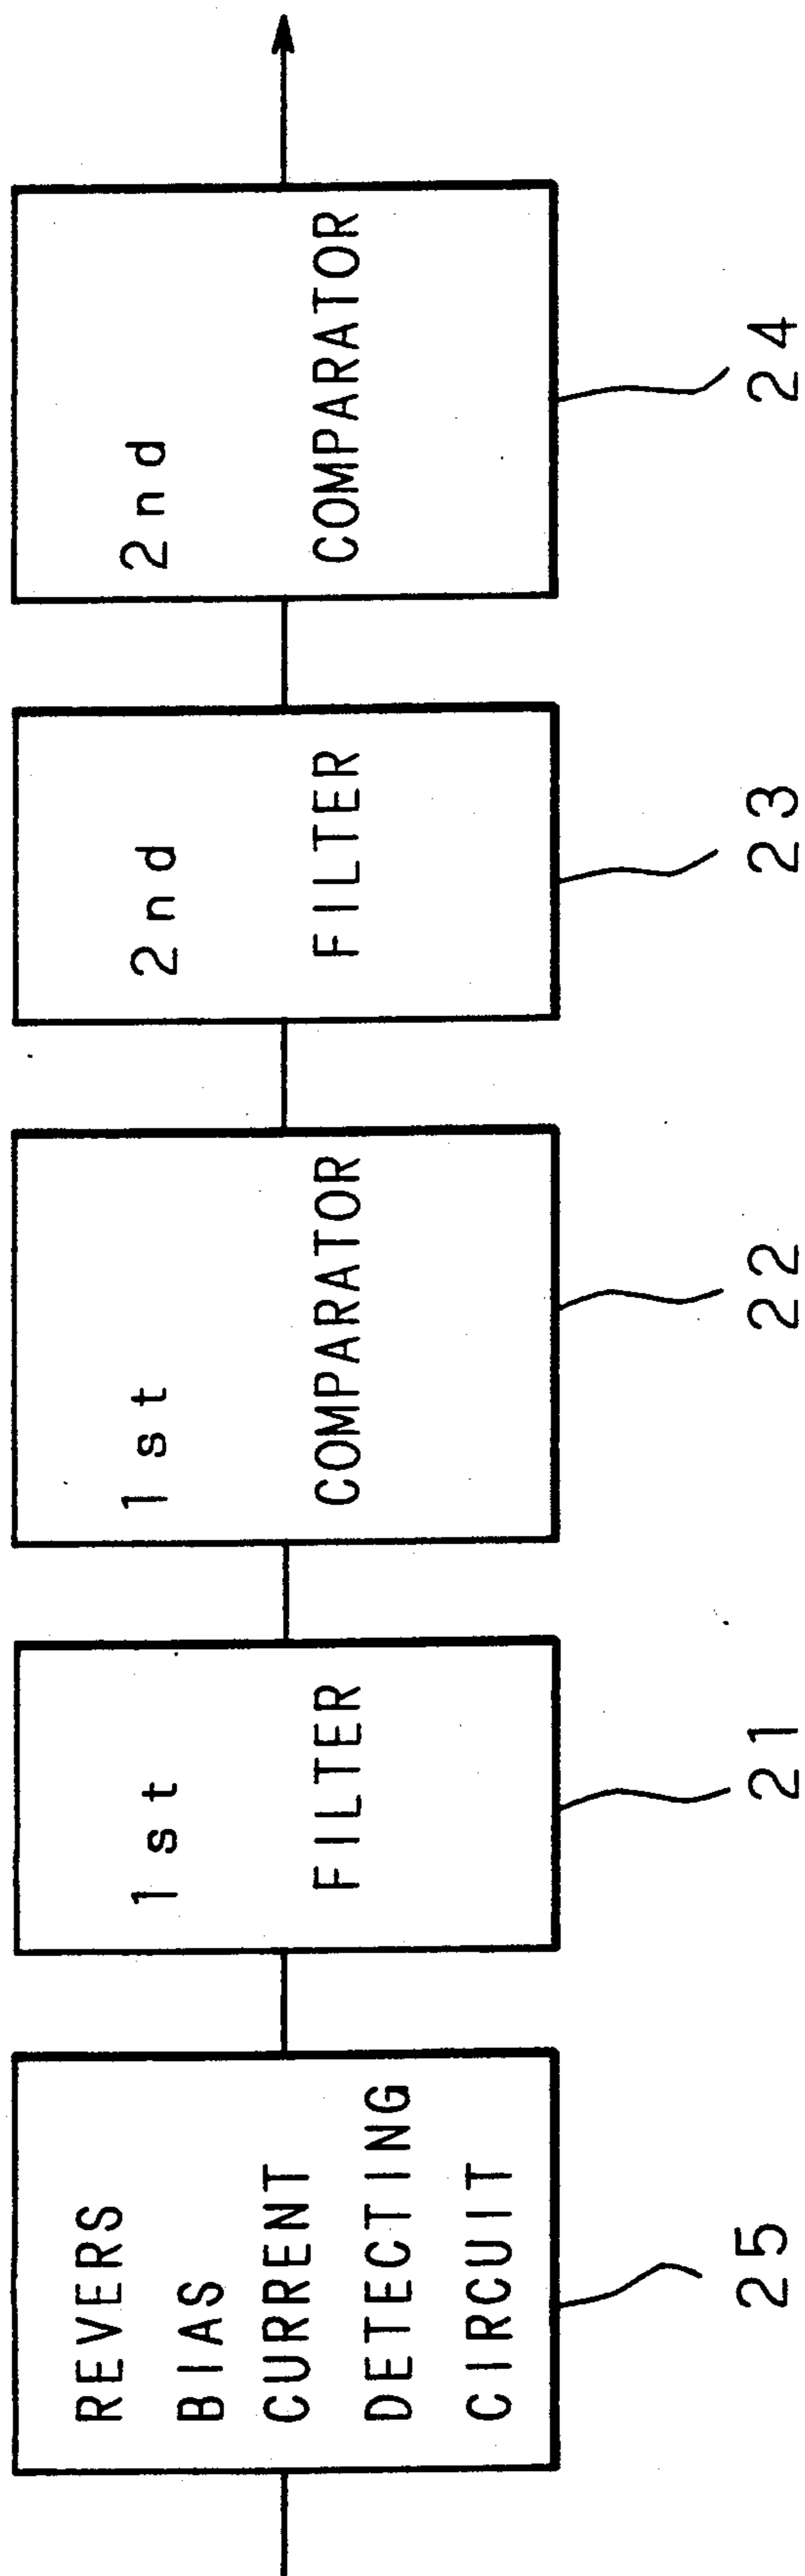 REVERS
BIAS
CURRENT
DETECTING
CIRCUIT
25
1st
FILTER
21
1st
COMPARATOR
22
2nd
FILTER
23
2nd
COMPARATOR
24